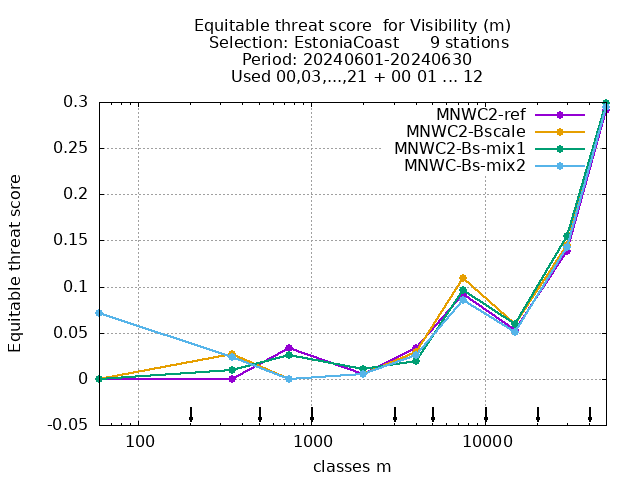 Equitable threat score  for Visibility (m)
Selection: EstoniaCoast      9 stations
Period: 20240601-20240630
Used 00,03,...,21 + 00 01 ... 12
MNWC2-ref
MNWC2-Bscale
MNWC2-Bs-mix1
MNWC-Bs-mix2
Equitable threat score
0.3
0.25
0.2
0.15
0.1
0.05
0
-0.05
100
1000
10000
classes m